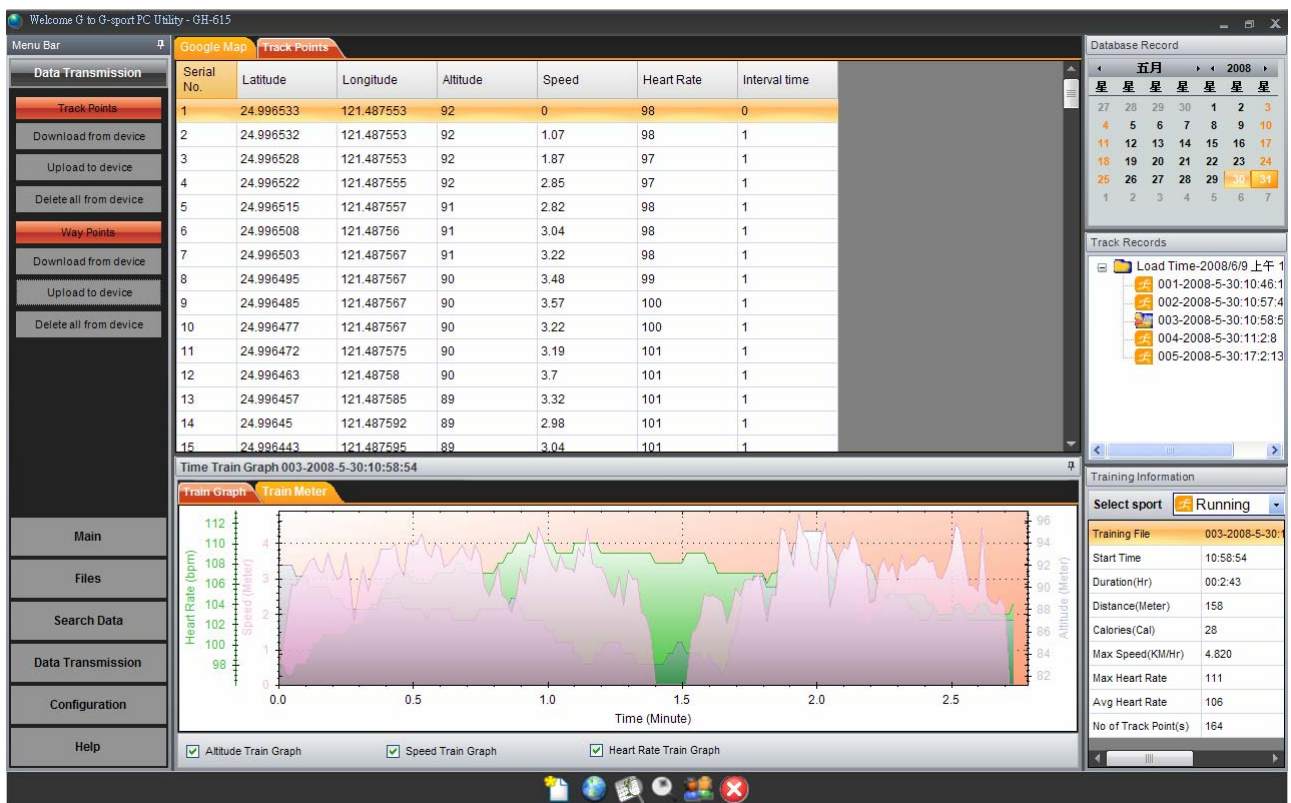 Welcome G to G-sport PC Utility - GH-615
Menu Bar
Data Transmission
Track Points
Download from device
Upload to device
Delete all from device
Way Points
Download from device
Upload to device
Delete all from device
Main
Files
Search Data
Data Transmission
Configuration
Help
Google Map Track Points
Serial No. Latitude Longitude Altitude Speed Heart Rate Interval time
1 24.996533 121.487553 92 0 98 0
2 24.996532 121.487553 92 1.07 98 1
3 24.996528 121.487553 92 1.87 97 1
4 24.996522 121.487555 92 2.85 97 1
5 24.996515 121.487557 91 2.82 98 1
6 24.996508 121.48756 91 3.04 98 1
7 24.996503 121.487567 91 3.22 98 1
8 24.996495 121.487567 90 3.48 99 1
9 24.996485 121.487567 90 3.57 100 1
10 24.996477 121.487567 90 3.22 100 1
11 24.996472 121.487575 90 3.19 101 1
12 24.996463 121.48758 90 3.7 101 1
13 24.996457 121.487585 89 3.32 101 1
14 24.99645 121.487592 89 2.98 101 1
15 24.996443 121.487595 89 3.04 101 1
Time Train Graph 003-2008-5-30:10:58:54
Train Graph Train Meter
Heart Rate (bpm)
112
110
108
106
104
102
100
98
Speed (Meter)
4
3
2
1
0
96
94
92
90
88
86
84
82
Altitude (Meter)
0.0 0.5 1.0 1.5 2.0 2.5
Time (Minute)
Altitude Train Graph Speed Train Graph Heart Rate Train Graph
Database Record
五月 2008
星 星 星 星 星 星 星
27 28 29 30 1 2 3
4 5 6 7 8 9 10
11 12 13 14 15 16 17
18 19 20 21 22 23 24
25 26 27 28 29 30 31
1 2 3 4 5 6 7
Track Records
Load Time-2008/6/9 上午 1
001-2008-5-30:10:46:1
002-2008-5-30:10:57:4
003-2008-5-30:10:58:5
004-2008-5-30:11:2:8
005-2008-5-30:17:2:13
Training Information
Select sport Running
Training File 003-2008-5-30:1
Start Time 10:58:54
Duration(Hr) 00:2:43
Distance(Meter) 158
Calories(Cal) 28
Max Speed(KM/Hr) 4.820
Max Heart Rate 111
Avg Heart Rate 106
No of Track Point(s) 164